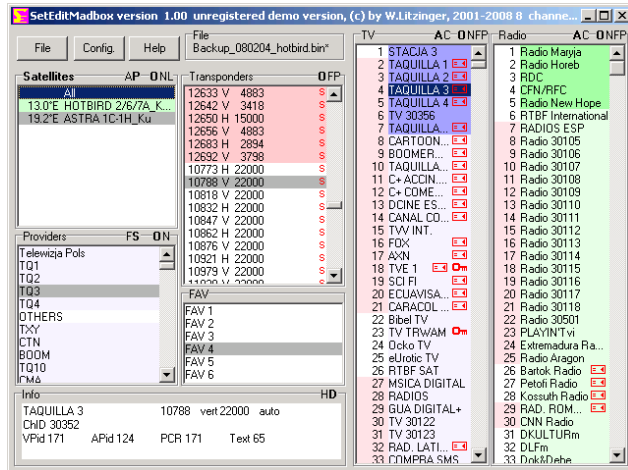 SetEditMadbox version 1.00 unregistered demo version, (c) by W.Litzinger, 2001-2008 8 channe...
File Config. Help
File
Backup_080204_hotbird.bin*
Satellites AP ONL
All
13.0°E HOTBIRD 2/6/7A_K...
19.2°E ASTRA 1C-1H_Ku
Transponders OFP
12633 V 4883 S
12642 V 3418 S
12650 H 15000 S
12656 V 4883 S
12683 H 2894 S
12692 V 3798 S
10773 H 22000 S
10788 V 22000 S
10818 V 22000 S
10832 H 22000 S
10847 V 22000 S
10862 H 22000 S
10876 V 22000 S
10921 H 22000 S
10979 V 22000 S
Providers FS ON
Telewizja Pols
TQ1
TQ2
TQ3
TQ4
OTHERS
TXY
CTN
BOOM
TQ10
CMA
FAV
FAV 1
FAV 2
FAV 3
FAV 4
FAV 5
FAV 6
Info HD
TAQUILLA 3 10788 vert 22000 auto
ChID 30352
VPid 171 APid 124 PCR 171 Text 65
TV AC ONFP
1 STACJA 3
2 TAQUILLA 1
3 TAQUILLA 2
4 TAQUILLA 3
5 TAQUILLA 4
6 TV 30356
7 TAQUILLA...
8 CARTOON...
9 BOOMER...
10 TAQUILLA...
11 C+ ACCIN....
12 C+ COME...
13 DCINE ES...
14 CANAL CO...
15 TVV INT.
16 FOX
17 AXN
18 TVE 1
19 SCI FI
20 ECUAVISA...
21 CARACOL ...
22 Bibel TV
23 TV TRWAM
24 Ocko TV
25 eUrotic TV
26 RTBF SAT
27 MSICA DIGITAL
28 RADIOS
29 GUA DIGITAL+
30 TV 30122
31 TV 30123
32 RAD. LATI...
33 COMPRA SMS
Radio AC ONFP
1 Radio Maryja
2 Radio Horeb
3 RDC
4 CFN/RFC
5 Radio New Hope
6 RTBF International
7 RADIOS ESP
8 Radio 30105
9 Radio 30106
10 Radio 30107
11 Radio 30108
12 Radio 30109
13 Radio 30110
14 Radio 30111
15 Radio 30112
16 Radio 30113
17 Radio 30114
18 Radio 30115
19 Radio 30116
20 Radio 30117
21 Radio 30118
22 Radio 30501
23 PLAYIN'Tvi
24 Extremadura Ra...
25 Radio Aragon
26 Bartok Radio
27 Petofi Radio
28 Kossuth Radio
29 RAD. ROM...
30 CNN Radio
31 DKULTURm
32 DLFm
33 Dok&Debe